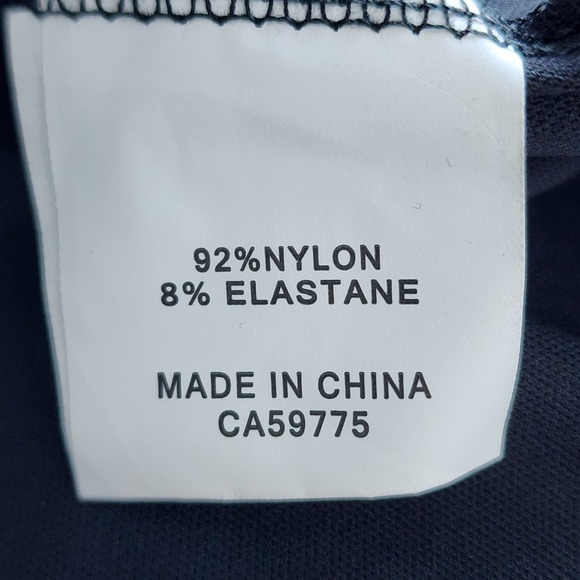 92%NYLON
8% ELASTANE
MADE IN CHINA
CA59775